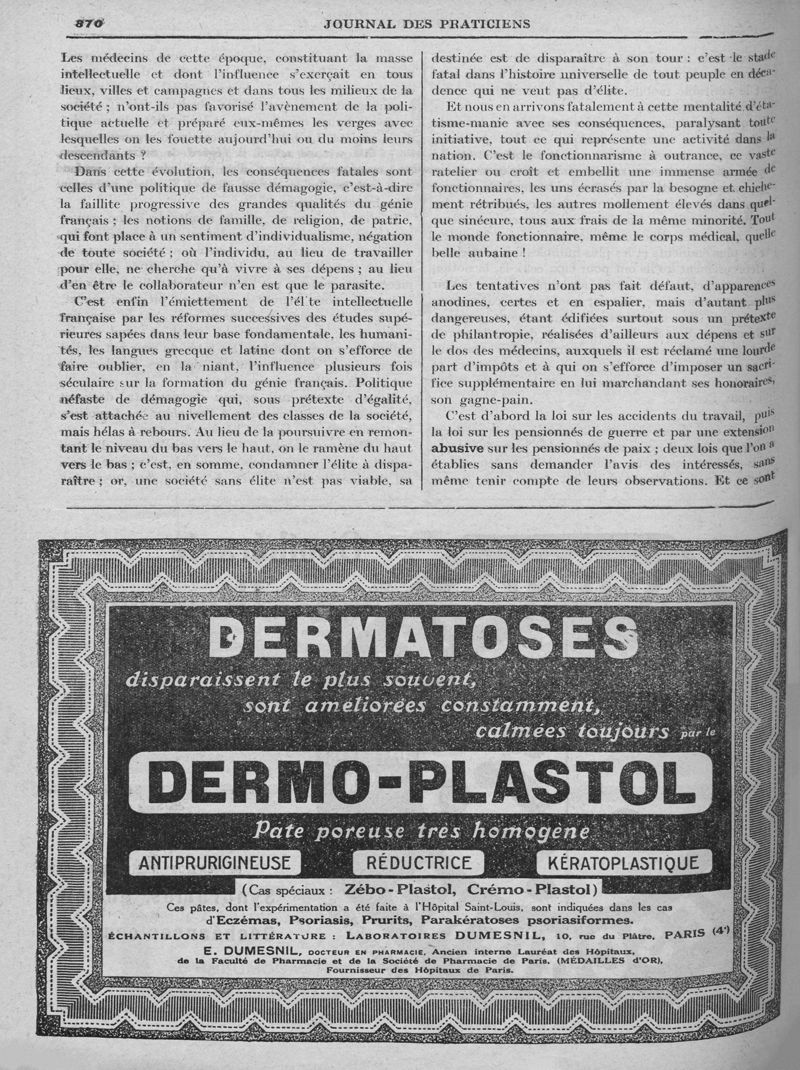 870
JOURNAL DES PRATICIENS
Les médecins de cette époque, constituant la masse
intellectuelle et dont l'influence s'exerçait en tous
lieux, villes et campagnes et dans tous les milieux de la
société ; n'ont-ils pas favorisé l'avènement de la poli-
tique actuelle et préparé eux-mêmes les verges avec
lesquelles on les fouette aujourd'hui ou du moins leurs
descendants ?
Dans cette évolution, les conséquences fatales sont
celles d'une politique de fausse démagogie, c'est-à-dire
la faillite progressive des grandes qualités du génie
français ; les notions de famille, de religion, de patrie,
qui font place à un sentiment d'individualisme, négation
de toute société ; où l'individu, au lieu de travailler
pour elle, ne cherche qu'à vivre à ses dépens ; au lieu
d'en être le collaborateur n'en est que le parasite.
C'est enfin l'émiettement de l'él te intellectuelle
française par les réformes successives des études supé-
rieures sapées dans leur base fondamentale, les humani-
tés, les langues grecque et latine dont on s'efforce de
faire oublier, en la niant, l'influence plusieurs fois
séculaire sur la formation du génie français. Politique
néfaste de démagogie qui, sous prétexte d'égalité,
s'est attachée au nivellement des classes de la société,
mais hélas à rebours. Au lieu de la poursuivre en remon-
tant le niveau du bas vers le haut, on le ramène du haut
vers le bas ; c'est, en somme, condamner l'élite à dispa-
raître ; or, une société sans élite n'est pas viable, sa
destinée est de disparaître à son tour : c'est le stade
fatal dans l'histoire universelle de tout peuple en déca-
dence qui ne veut pas d'élite.
Et nous en arrivons fatalement à cette mentalité d'éta-
tisme-manie avec ses conséquences, paralysant toute
initiative, tout ce qui représente une activité dans la
nation. C'est le fonctionnarisme à outrance, ce vaste
ratelier ou croît et embellit une immense armée de
fonctionnaires, les uns écrasés par la besogne et chiche-
ment rétribués, les autres mollement élevés dans quel-
que sinécure, tous aux frais de la même minorité. Tout
le monde fonctionnaire, même le corps médical, quelle
belle aubaine !
Les tentatives n'ont pas fait défaut, d'apparences
anodines, certes et en espalier, mais d'autant plus
dangereuses, étant édifiées surtout sous un prétexte
de philantropie, réalisées d'ailleurs aux dépens et sur
le dos des médecins, auxquels il est réclamé une lourde
part d'impôts et à qui on s'efforce d'imposer un sacri-
fice supplémentaire en lui marchandant ses honoraires,
son gagne-pain.
C'est d'abord la loi sur les accidents du travail, puis
la loi sur les pensionnés de guerre et par une extension
abusive sur les pensionnés de paix ; deux lois que l'on a
établies sans demander l'avis des intéressés, sans
même tenir compte de leurs observations. Et ce sont
DERMATOSES
disparaissent le plus souvent,
sont améliorées constamment,
calmées toujours par le
DERMO-PLASTOL
Pate poreuse très homogène
ANTIPRURIGINEUSE
RÉDUCTRICE
KÉRATOPLASTIQUE
(Cas spéciaux : Zébo-Plastol, Crémo-Plastol)
Ces pâtes, dont l'expérimentation a été faite à l'Hôpital Saint-Louis, sont indiquées dans les cas
d'Eczémas, Psoriasis, Prurits, Parakératoses psoriasiformes.
ÉCHANTILLONS ET LITTÉRATURE : LABORATOIRES DUMESNIL, 10, rue du Plâtre, PARIS (4e)
E. DUMESNIL, DOCTEUR EN PHARMACIE, Ancien interne Lauréat des Hôpitaux,
de la Faculté de Pharmacie et de la Société de Pharmacie de Paris, (MÉDAILLES d'OR),
Fournisseur des Hôpitaux de Paris.